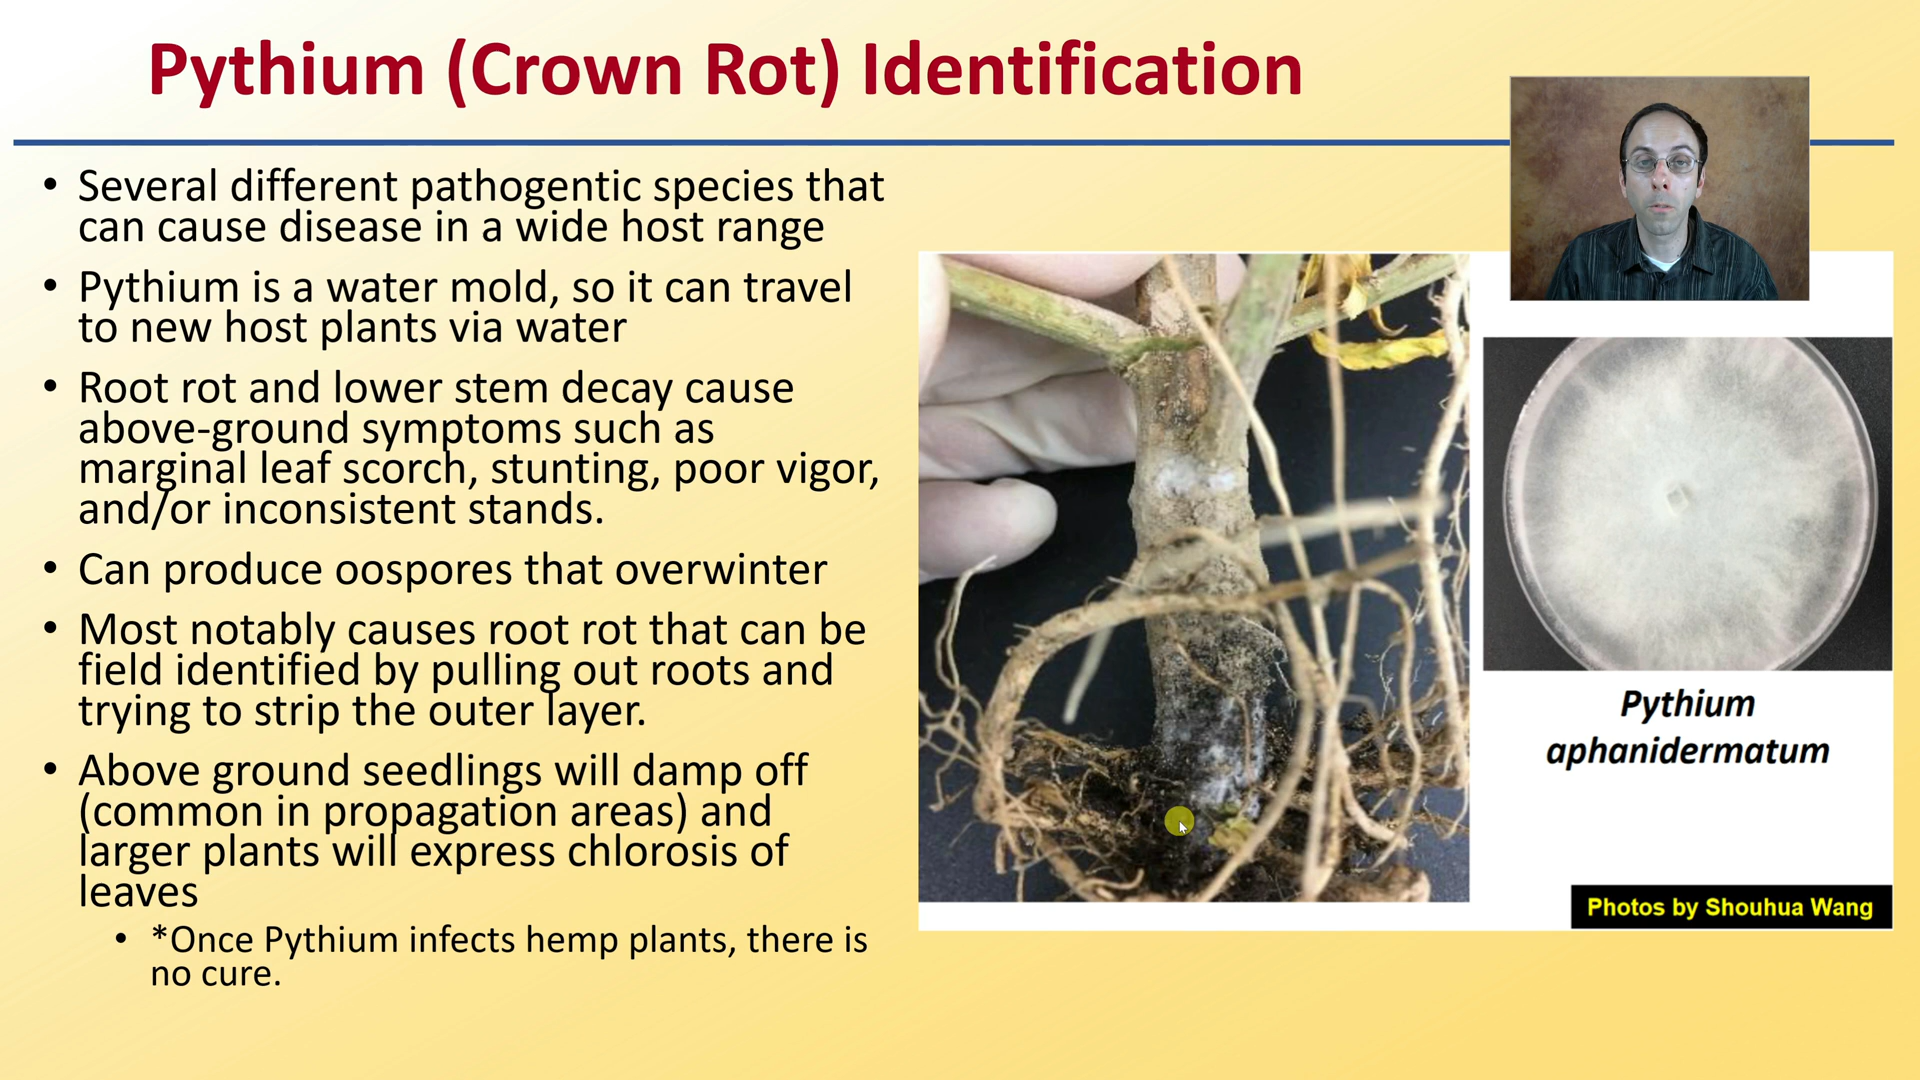 Pythium (Crown Rot) Identification
• Several different pathogentic species that
can cause disease in a wide host range
• Pythium is a water mold, so it can travel
to new host plants via water
• Root rot and lower stem decay cause
above-ground symptoms such as
marginal leaf scorch, stunting, poor vigor,
and/or inconsistent stands.
• Can produce oospores that overwinter
• Most notably causes root rot that can be
field identified by pulling out roots and
trying to strip the outer layer.
• Above ground seedlings will damp off
(common in propagation areas) and
larger plants will express chlorosis of
leaves
• *Once Pythium infects hemp plants, there is
no cure.
Pythium
aphanidermatum
Photos by Shouhua Wang